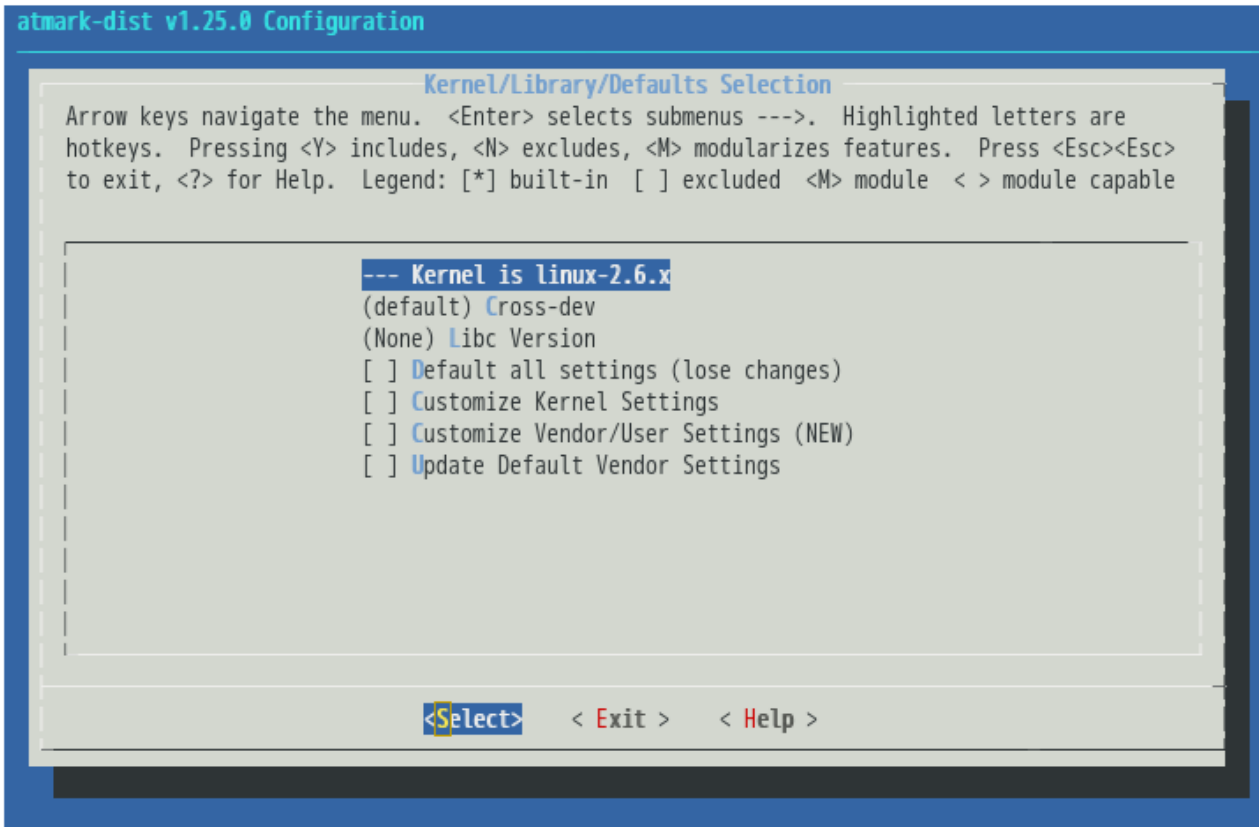 atmark-dist v1.25.0 Configuration
Kernel/Library/Defaults Selection
Arrow keys navigate the menu.  <Enter> selects submenus --->.  Highlighted letters are
hotkeys.  Pressing <Y> includes, <N> excludes, <M> modularizes features.  Press <Esc><Esc>
to exit, <?> for Help.  Legend: [*] built-in  [ ] excluded  <M> module  < > module capable
--- Kernel is linux-2.6.x
(default) Cross-dev
(None) Libc Version
[ ] Default all settings (lose changes)
[ ] Customize Kernel Settings
[ ] Customize Vendor/User Settings (NEW)
[ ] Update Default Vendor Settings
<Select>    < Exit >    < Help >